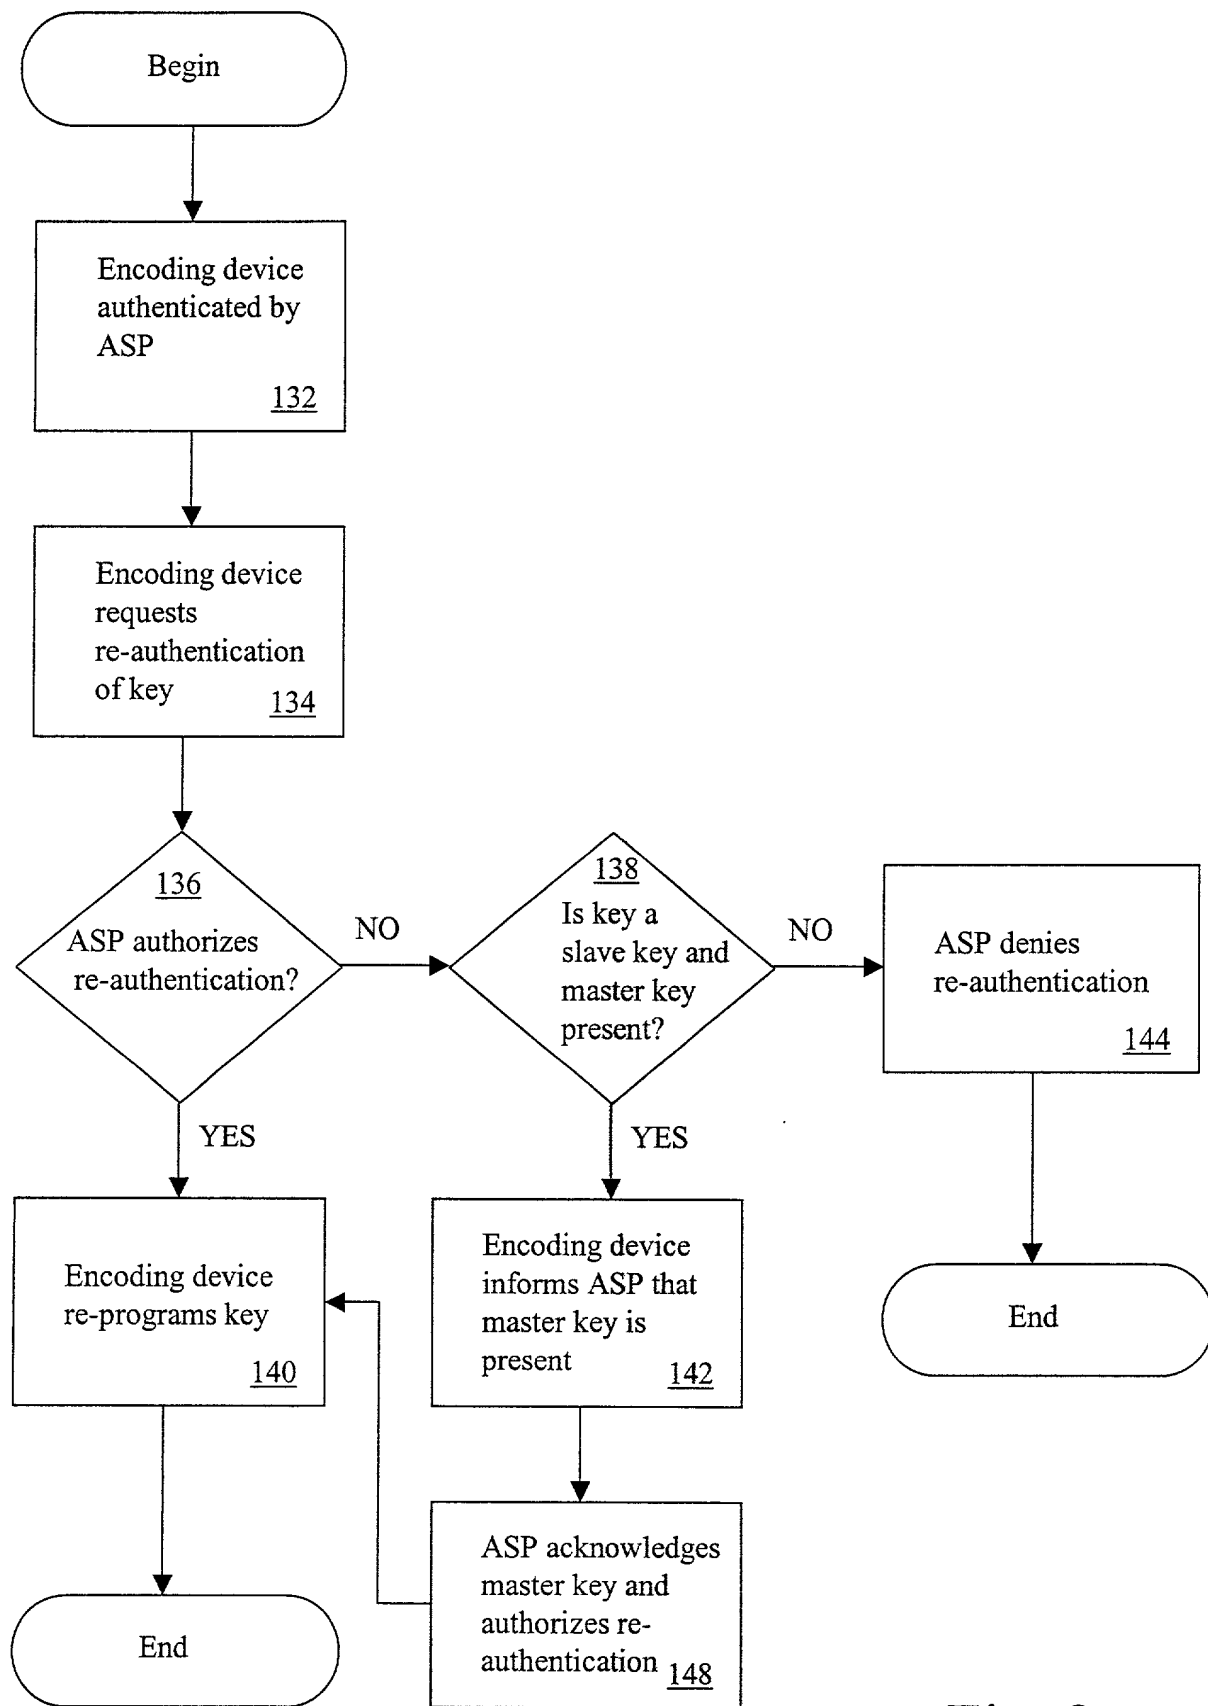 Begin
Encoding device
authenticated by
ASP
132
Encoding device
requests
re-authentication
of key
134
136
ASP authorizes
re-authentication?
NO
YES
138
Is key a
slave key and
master key
present?
NO
YES
ASP denies
re-authentication
144
End
Encoding device
re-programs key
140
Encoding device
informs ASP that
master key is
present
142
ASP acknowledges
master key and
authorizes re-
authentication
148
End